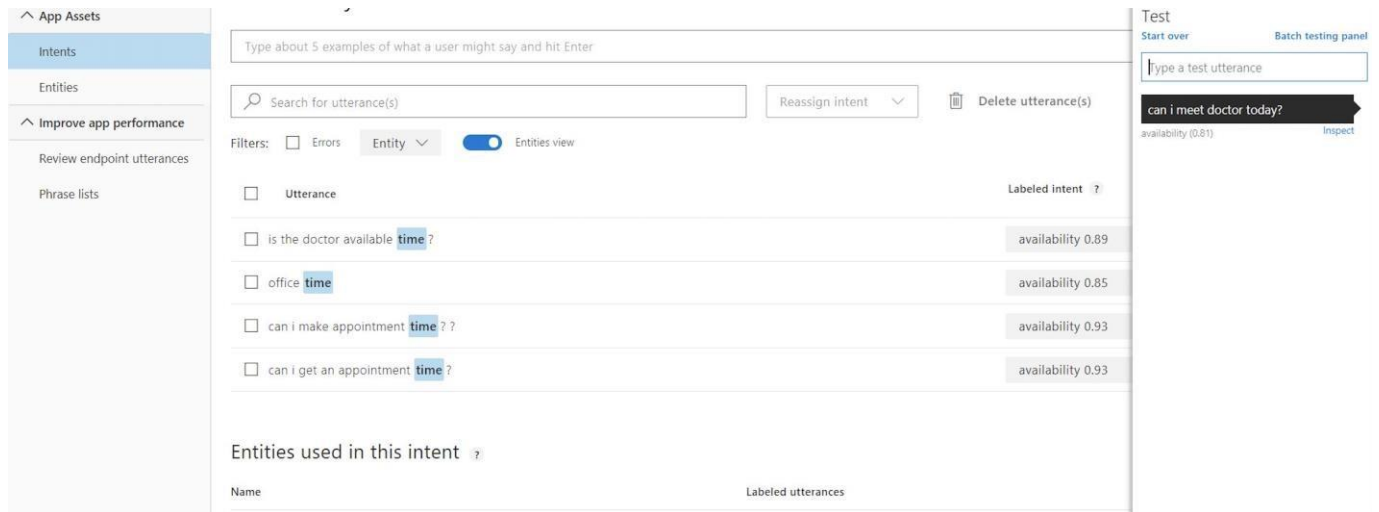 App Assets
Intents
Entities
Improve app performance
Review endpoint utterances
Phrase lists
Type about 5 examples of what a user might say and hit Enter
Search for utterance(s)
Reassign intent
Delete utterance(s)
Filters: Errors Entity Entities view
Utterance Labeled intent ?
is the doctor available time ? availability 0.89
office time availability 0.85
can i make appointment time ? ? availability 0.93
can i get an appointment time ? availability 0.93
Entities used in this intent ?
Name Labeled utterances
Test
Start over Batch testing panel
Type a test utterance
can i meet doctor today?
availability (0.81) Inspect